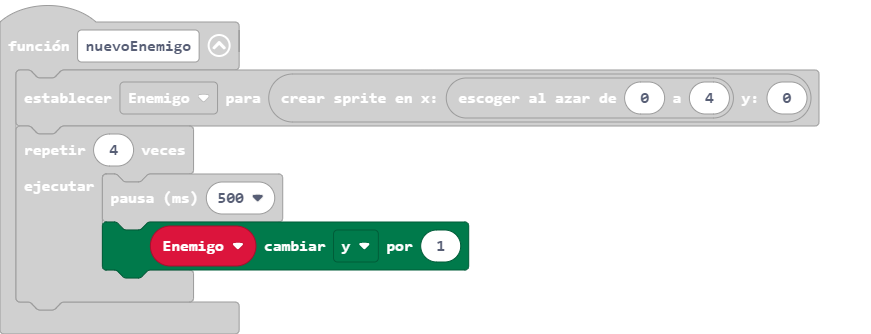 función nuevoEnemigo
establecer Enemigo para crear sprite en x: escoger al azar de 0 a 4 y: 0
repetir 4 veces
ejecutar
pausa (ms) 500
Enemigo cambiar y por 1